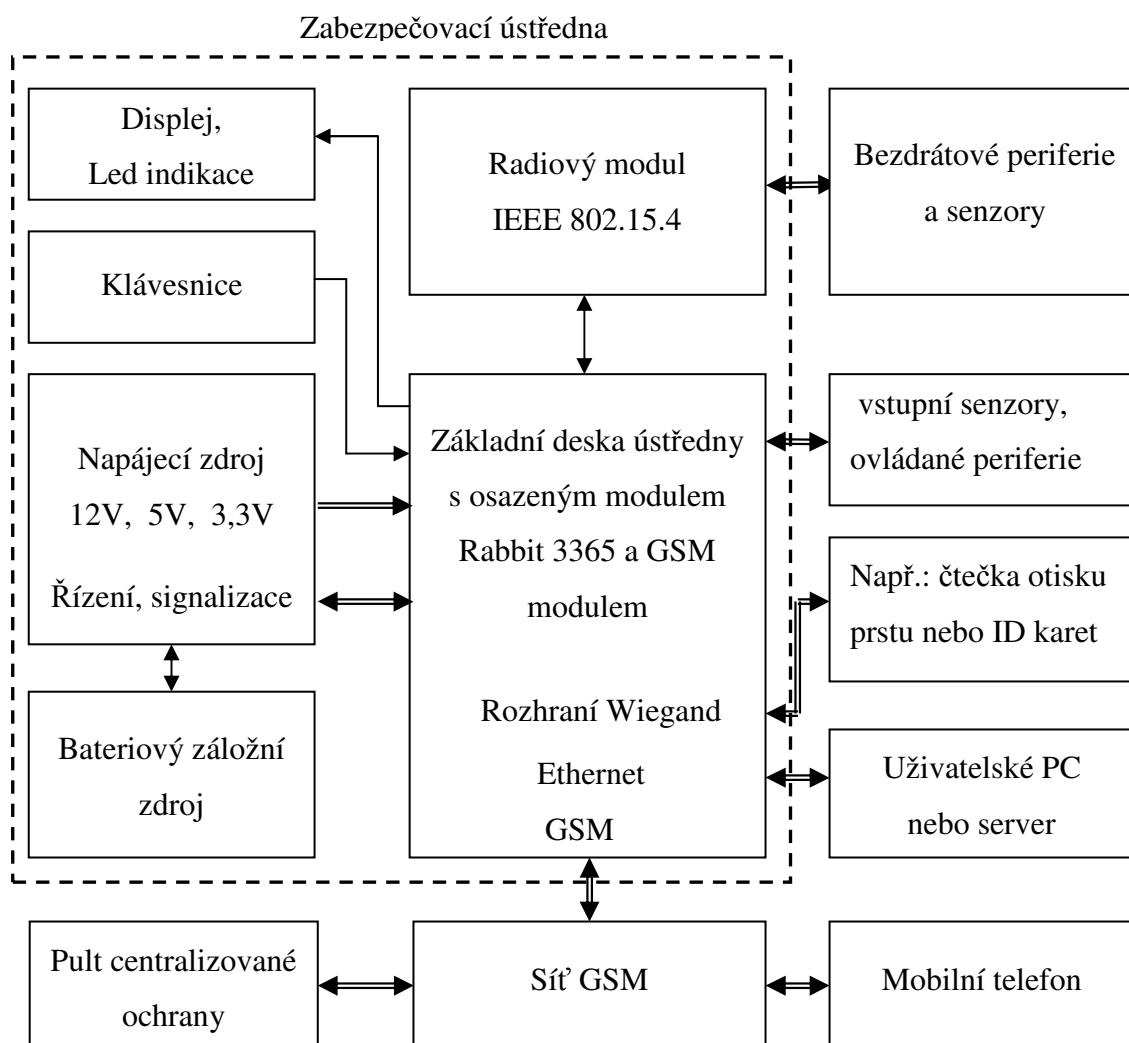 Zabezpečovací ústředna
Displej,
Led indikace
Radiový modul
IEEE 802.15.4
Bezdrátové periferie
a senzory
Klávesnice
Napájecí zdroj
12V, 5V, 3,3V
Řízení, signalizace
Základní deska ústředny
s osazeným modulem
Rabbit 3365 a GSM
modulem
Rozhraní Wiegand
Ethernet
GSM
vstupní senzory,
ovládané periferie
Např.: čtečka otisku
prstu nebo ID karet
Bateriový záložní
zdroj
Uživatelské PC
nebo server
Pult centralizované
ochrany
Síť GSM
Mobilní telefon